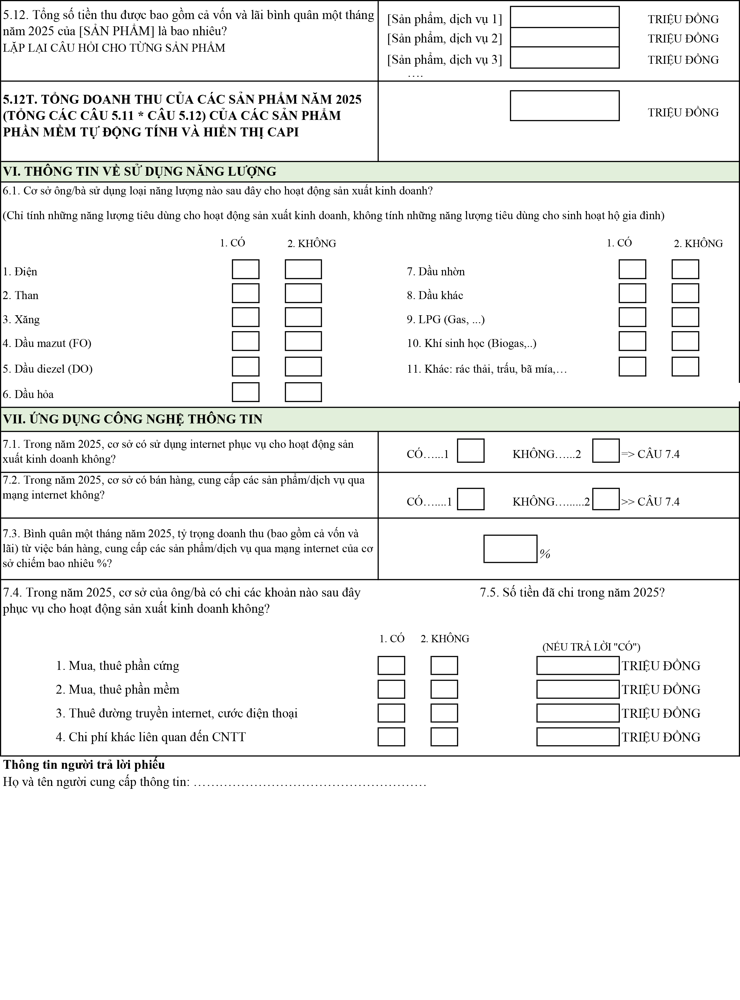 5.12. Tổng số tiền thu được bao gồm cả vốn và lãi bình quân một tháng
năm 2025 của [SẢN PHẨM] là bao nhiêu?
LẶP LẠI CÂU HỎI CHO TỪNG SẢN PHẨM
[Sản phẩm, dịch vụ 1] TRIỆU ĐỒNG
[Sản phẩm, dịch vụ 2] TRIỆU ĐỒNG
[Sản phẩm, dịch vụ 3] TRIỆU ĐỒNG
….
5.12T. TỔNG DOANH THU CỦA CÁC SẢN PHẨM NĂM 2025
(TỔNG CÁC CÂU 5.11 * CÂU 5.12) CỦA CÁC SẢN PHẨM
PHẦN MỀM TỰ ĐỘNG TÍNH VÀ HIỂN THỊ CAPI
TRIỆU ĐỒNG
VI. THÔNG TIN VỀ SỬ DỤNG NĂNG LƯỢNG
6.1. Cơ sở ông/bà sử dụng loại năng lượng nào sau đây cho hoạt động sản xuất kinh doanh?
(Chỉ tính những năng lượng tiêu dùng cho hoạt động sản xuất kinh doanh, không tính những năng lượng tiêu dùng cho sinh hoạt hộ gia đình)
1. CÓ 2. KHÔNG 1. CÓ 2. KHÔNG
1. Điện 7. Dầu nhờn
2. Than 8. Dầu khác
3. Xăng 9. LPG (Gas, ...)
4. Dầu mazut (FO) 10. Khí sinh học (Biogas,..)
5. Dầu diezel (DO) 11. Khác: rác thải, trấu, bã mía,…
6. Dầu hỏa
VII. ỨNG DỤNG CÔNG NGHỆ THÔNG TIN
7.1. Trong năm 2025, cơ sở có sử dụng internet phục vụ cho hoạt động sản
xuất kinh doanh không?
CÓ…...1 KHÔNG…...2 => CÂU 7.4
7.2. Trong năm 2025, cơ sở có bán hàng, cung cấp các sản phẩm/dịch vụ qua
mạng internet không?
CÓ…....1 KHÔNG…......2 >> CÂU 7.4
7.3. Bình quân một tháng năm 2025, tỷ trọng doanh thu (bao gồm cả vốn và
lãi) từ việc bán hàng, cung cấp các sản phẩm/dịch vụ qua mạng internet của cơ
sở chiếm bao nhiêu %?
%
7.4. Trong năm 2025, cơ sở của ông/bà có chi các khoản nào sau đây
phục vụ cho hoạt động sản xuất kinh doanh không?
7.5. Số tiền đã chi trong năm 2025?
1. CÓ 2. KHÔNG
(NẾU TRẢ LỜI "CÓ")
1. Mua, thuê phần cứng TRIỆU ĐỒNG
2. Mua, thuê phần mềm TRIỆU ĐỒNG
3. Thuê đường truyền internet, cước điện thoại TRIỆU ĐỒNG
4. Chi phí khác liên quan đến CNTT TRIỆU ĐỒNG
Thông tin người trả lời phiếu
Họ và tên người cung cấp thông tin: ………………………………………………